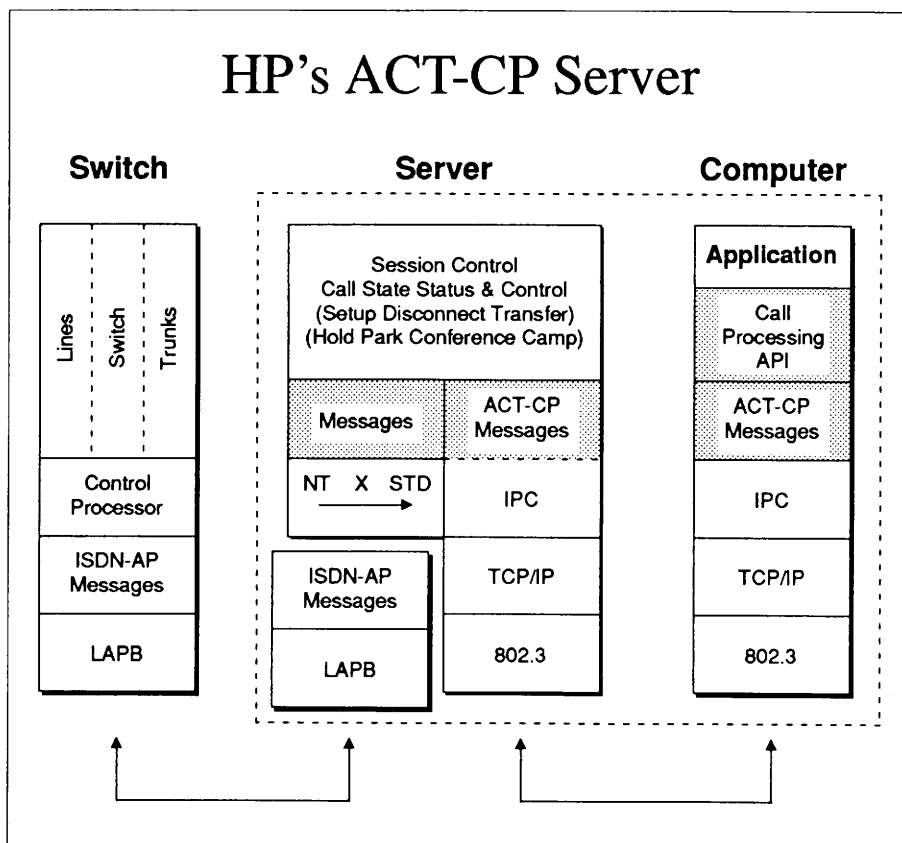 HP's ACT-CP Server
Switch
Lines
Switch
Trunks
Control
Processor
ISDN-AP
Messages
LAPB
Server
Session Control
Call State Status & Control
(Setup Disconnect Transfer)
(Hold Park Conference Camp)
Messages
NT X STD
ISDN-AP
Messages
LAPB
ACT-CP
Messages
IPC
TCP/IP
802.3
Computer
Application
Call
Processing
API
ACT-CP
Messages
IPC
TCP/IP
802.3